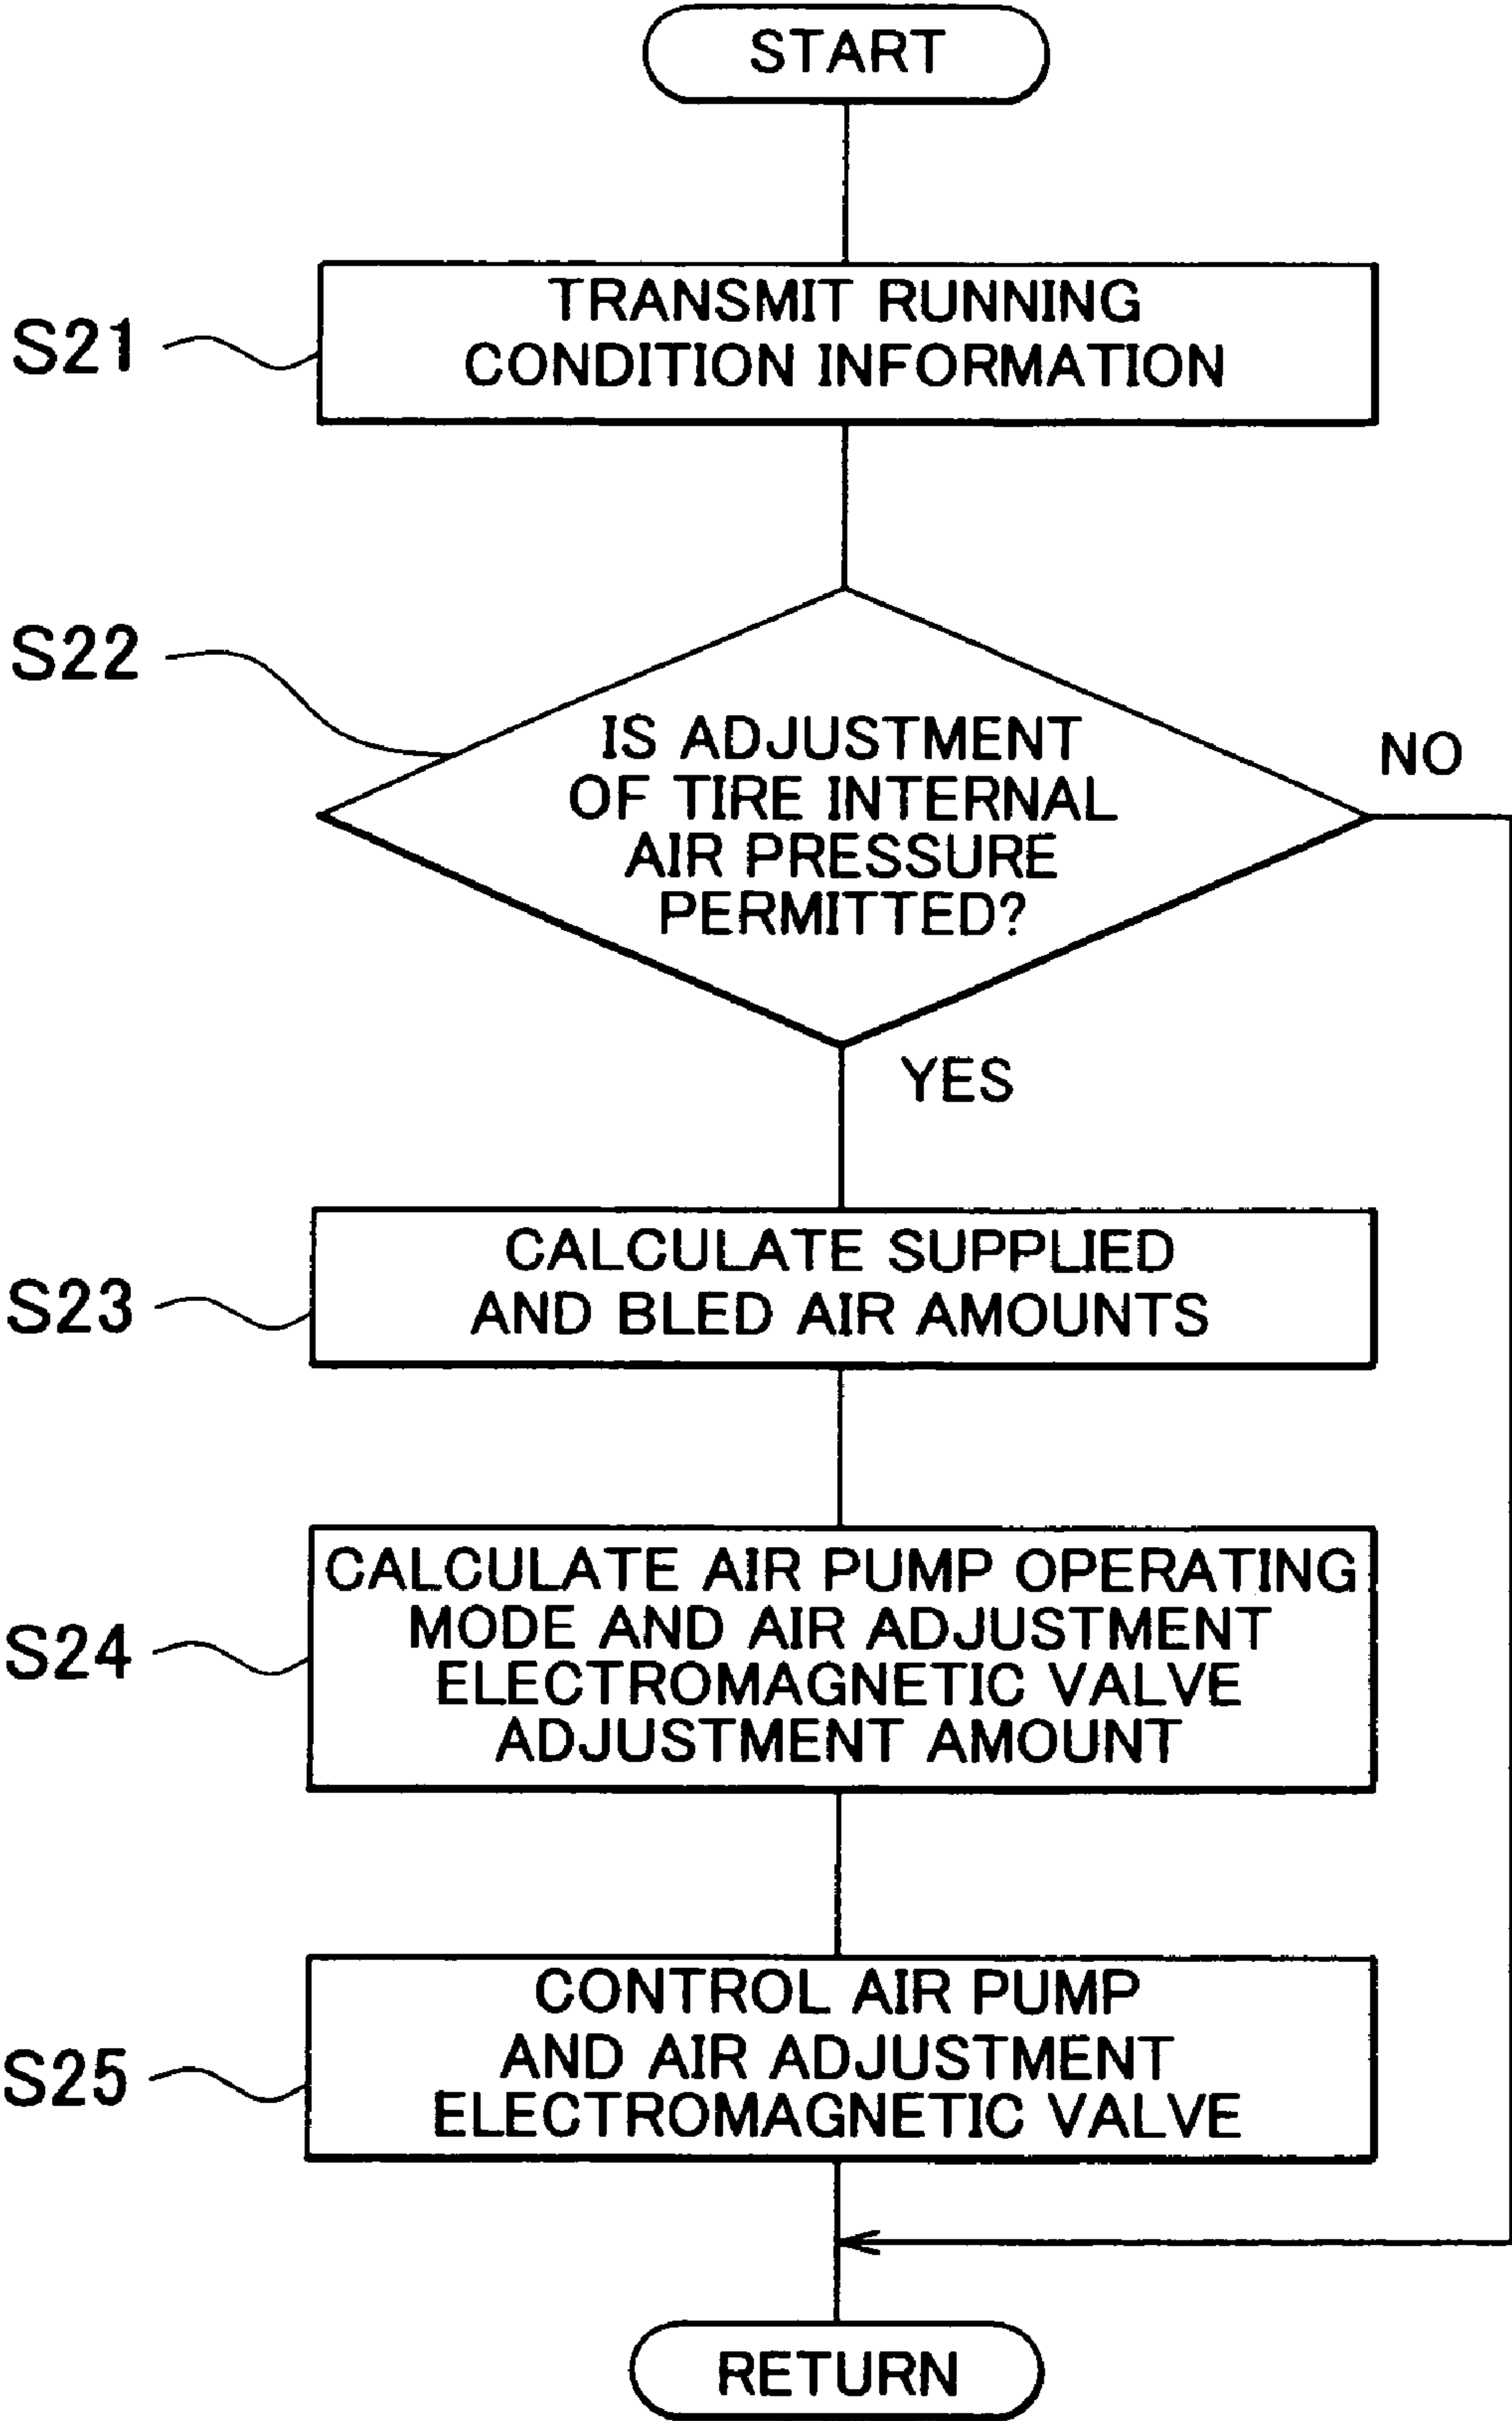 START
S21
TRANSMIT RUNNING
CONDITION INFORMATION
S22
IS ADJUSTMENT
OF TIRE INTERNAL
AIR PRESSURE
PERMITTED?
NO
YES
S23
CALCULATE SUPPLIED
AND BLED AIR AMOUNTS
S24
CALCULATE AIR PUMP OPERATING
MODE AND AIR ADJUSTMENT
ELECTROMAGNETIC VALVE
ADJUSTMENT AMOUNT
S25
CONTROL AIR PUMP
AND AIR ADJUSTMENT
ELECTROMAGNETIC VALVE
RETURN